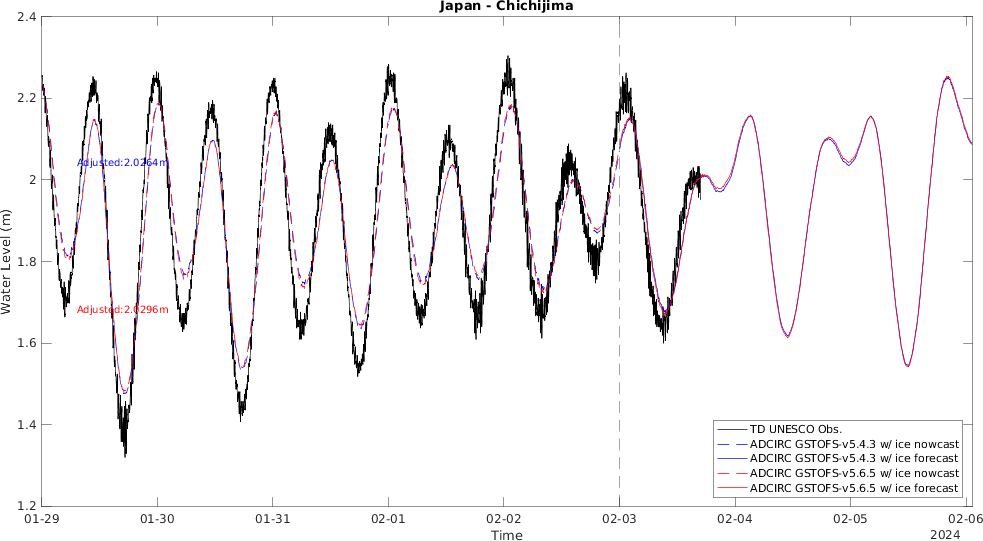 Japan - Chichijima
Water Level (m)
2.4
2.2
2
1.8
1.6
1.4
1.2
Adjusted:2.0264m
Adjusted:2.0296m
TD UNESCO Obs.
ADCIRC GSTOFS-v5.4.3 w/ ice nowcast
ADCIRC GSTOFS-v5.4.3 w/ ice forecast
ADCIRC GSTOFS-v5.6.5 w/ ice nowcast
ADCIRC GSTOFS-v5.6.5 w/ ice forecast
01-29 01-30 01-31 02-01 02-02 02-03 02-04 02-05 02-06
Time
2024